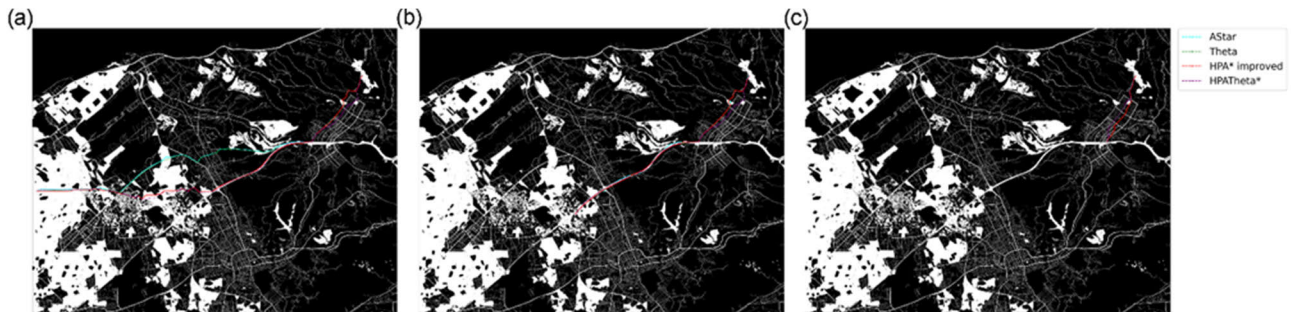 (a)
(b)
(c)
AStar
Theta
HPA* improved
HPATheta*